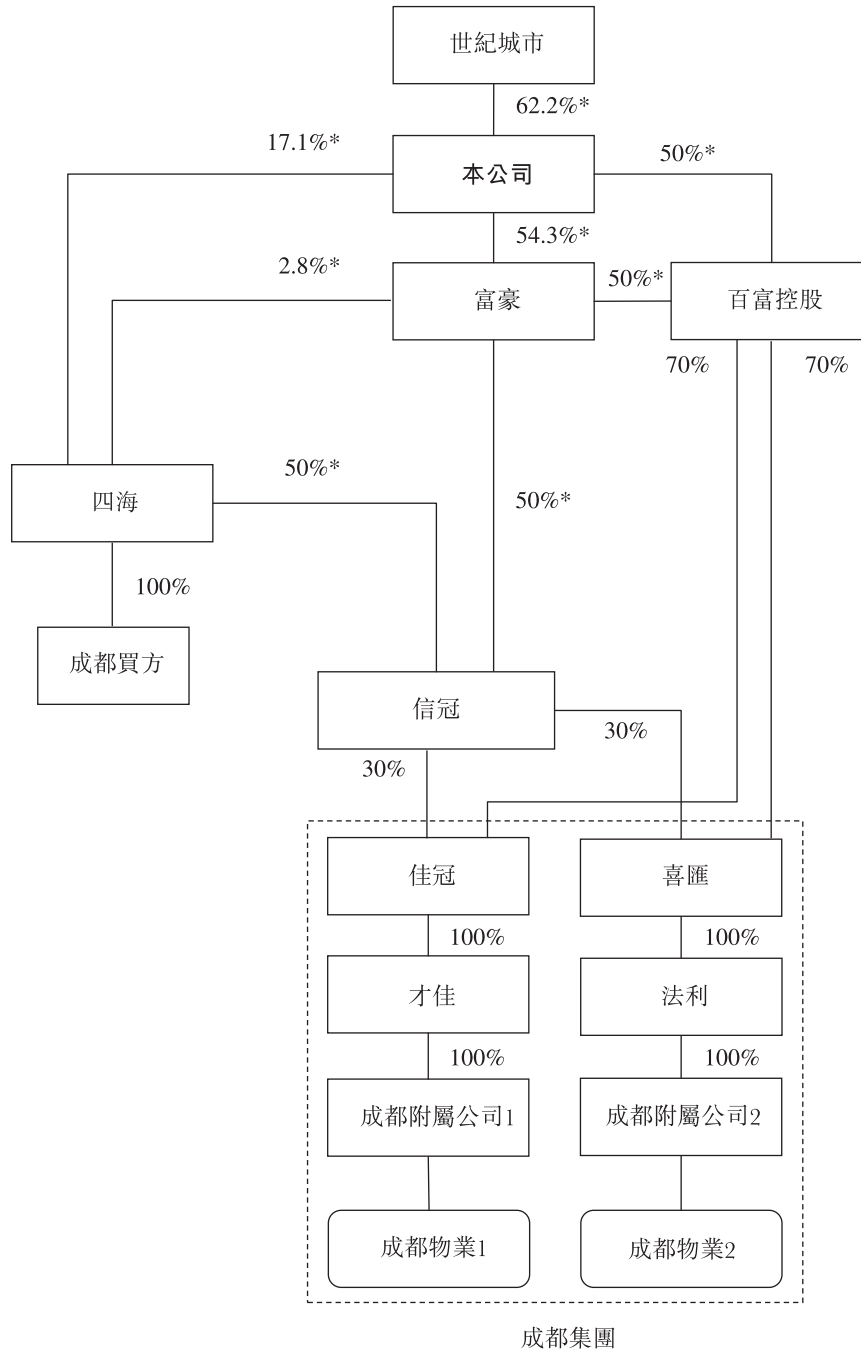 世紀城市
62.2%*
17.1%*
本公司
50%*
54.3%*
2.8%*
富豪
50%*
百富控股
70%
70%
四海
50%*
50%*
100%
成都買方
信冠
30%
30%
佳冠
喜匯
100%
100%
才佳
法利
100%
100%
成都附屬公司1
成都附屬公司2
成都物業1
成都物業2
成都集團